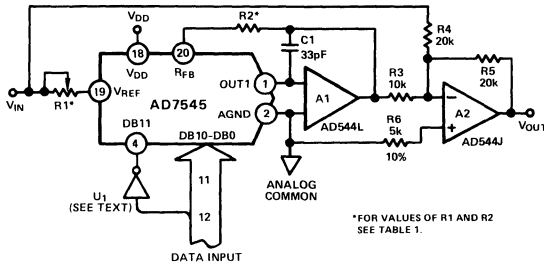 R2*
C1
33pF
R4
20k
VDD
18
VDD
20
RFB
R3
10k
R5
20k
VIN
R1*
19
VREF
OUT1
1
A1
AD544L
AD7545
AGND
2
R6
5k
10%
A2
AD544J
VOUT
DB11
4
DB10-DB0
ANALOG
COMMON
U1
(SEE TEXT)
11
12
DATA INPUT
*FOR VALUES OF R1 AND R2
SEE TABLE 1.